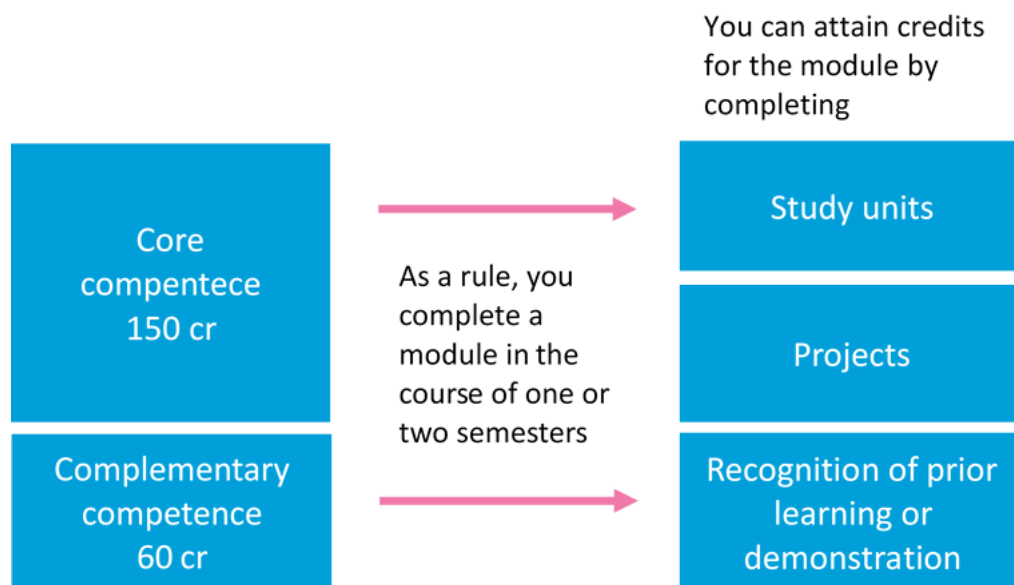 You can attain credits
for the module by
completing
Core
compentece
150 cr
Complementary
competence
60 cr
As a rule, you
complete a
module in the
course of one or
two semesters
Study units
Projects
Recognition of prior
learning or
demonstration